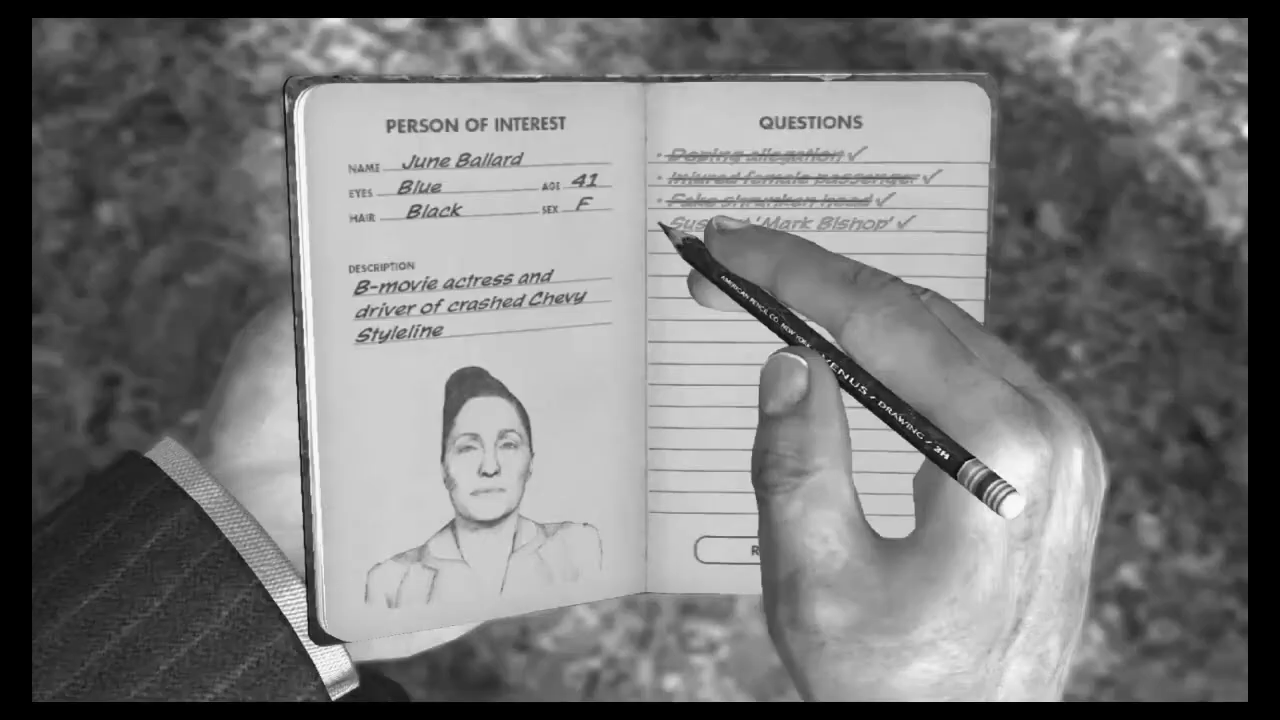 PERSON OF INTEREST
NAME June Ballard
EYES Blue AGE 41
HAIR Black SEX F
DESCRIPTION
B-movie actress and
driver of crashed Chevy
Styleline
QUESTIONS
Doping allegation ✓
Injured female passenger ✓
Fake shrunken head ✓
'Mark Bishop' ✓
AMERICAN PENCIL CO. NEW YORK
VENUS / DRAWING / 2H